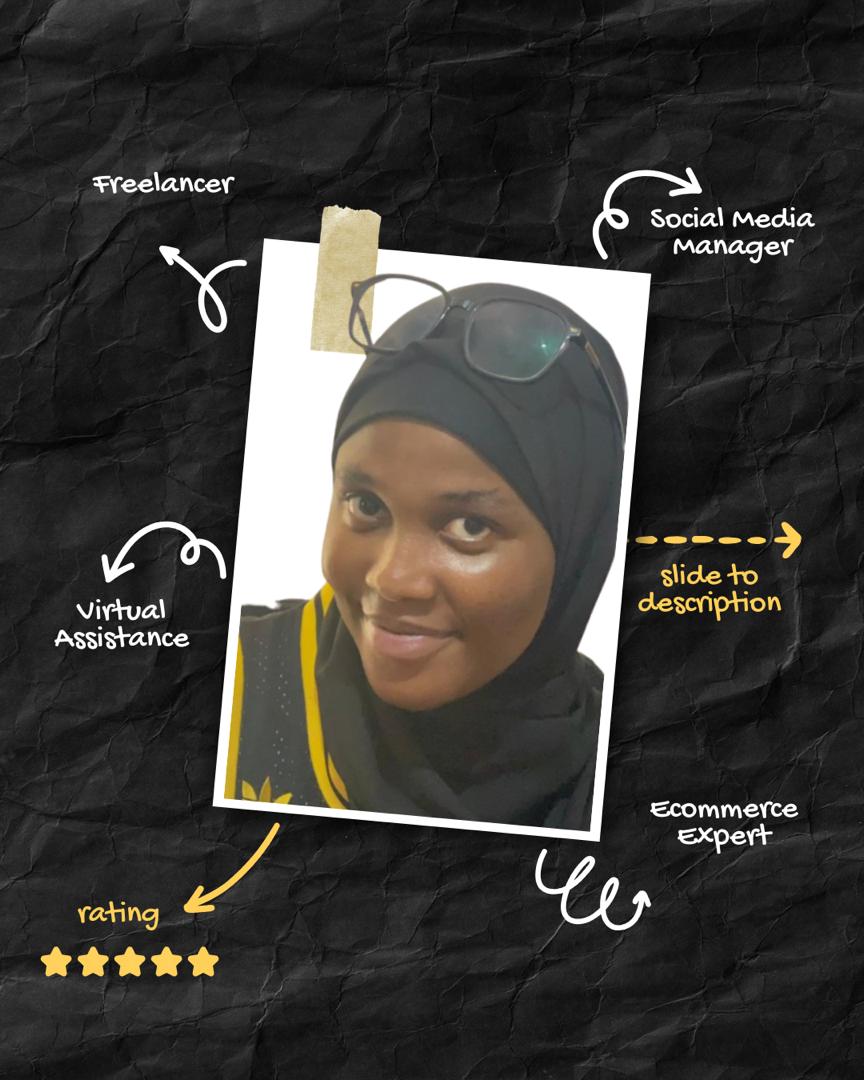 Freelancer
Social Media
Manager
slide to
description
Virtual
Assistance
Ecommerce
Expert
rating